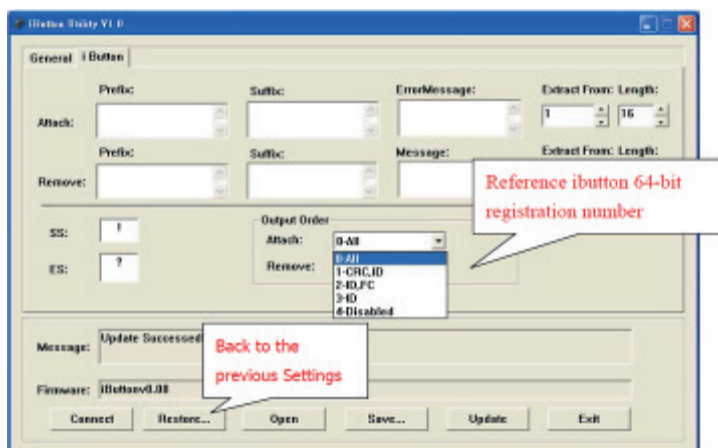 iButton Utility V1.0
General iButton
Prefix: Suffix: ErrorMessage: Extract From: Length:
Attach: 1 16
Prefix: Suffix: Message: Extract From: Length:
Remove:
Reference ibutton 64-bit
registration number
SS: !
ES: ?
Output Order
Attach: 0-All
0-All
1-CRC,ID
2-ID,FC
3-ID
4-Disabled
Remove:
Message: Update Successed
Back to the
previous Settings
Firmware: iButtonv0.08
Connect Restore... Open Save... Update Exit